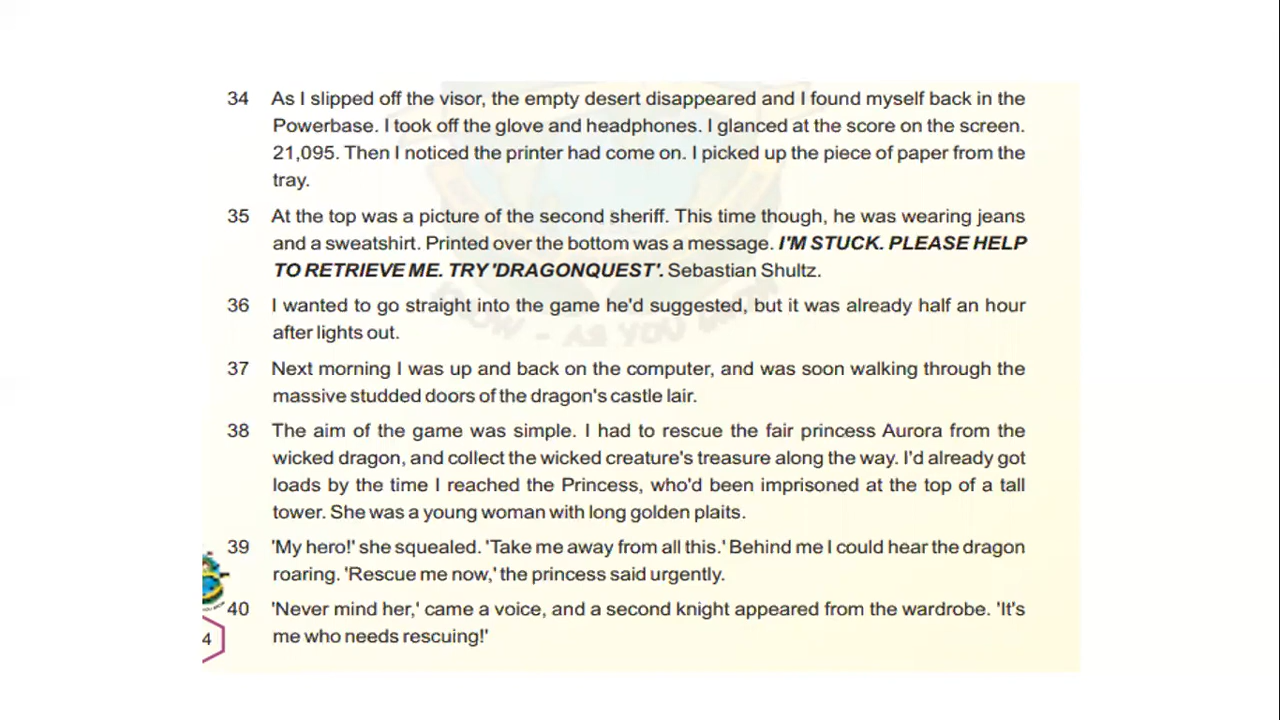 34 As I slipped off the visor, the empty desert disappeared and I found myself back in the
Powerbase. I took off the glove and headphones. I glanced at the score on the screen.
21,095. Then I noticed the printer had come on. I picked up the piece of paper from the
tray.
35 At the top was a picture of the second sheriff. This time though, he was wearing jeans
and a sweatshirt. Printed over the bottom was a message. I'M STUCK. PLEASE HELP
TO RETRIEVE ME. TRY 'DRAGONQUEST'. Sebastian Shultz.
36 I wanted to go straight into the game he'd suggested, but it was already half an hour
after lights out.
37 Next morning I was up and back on the computer, and was soon walking through the
massive studded doors of the dragon's castle lair.
38 The aim of the game was simple. I had to rescue the fair princess Aurora from the
wicked dragon, and collect the wicked creature's treasure along the way. I'd already got
loads by the time I reached the Princess, who'd been imprisoned at the top of a tall
tower. She was a young woman with long golden plaits.
39 'My hero!' she squealed. 'Take me away from all this.' Behind me I could hear the dragon
roaring. 'Rescue me now,' the princess said urgently.
40 'Never mind her,' came a voice, and a second knight appeared from the wardrobe. 'It's
me who needs rescuing!'
4